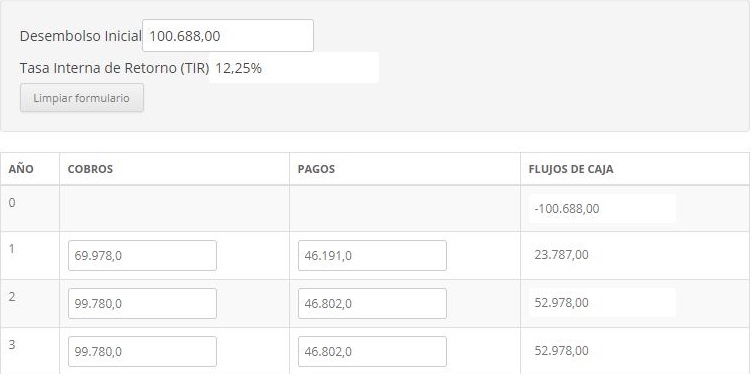 Desembolso Inicial 100.688,00
Tasa Interna de Retorno (TIR) 12,25%
Limpiar formulario
AÑO COBROS PAGOS FLUJOS DE CAJA
0 -100.688,00
1 69.978,0 46.191,0 23.787,00
2 99.780,0 46.802,0 52.978,00
3 99.780,0 46.802,0 52.978,00